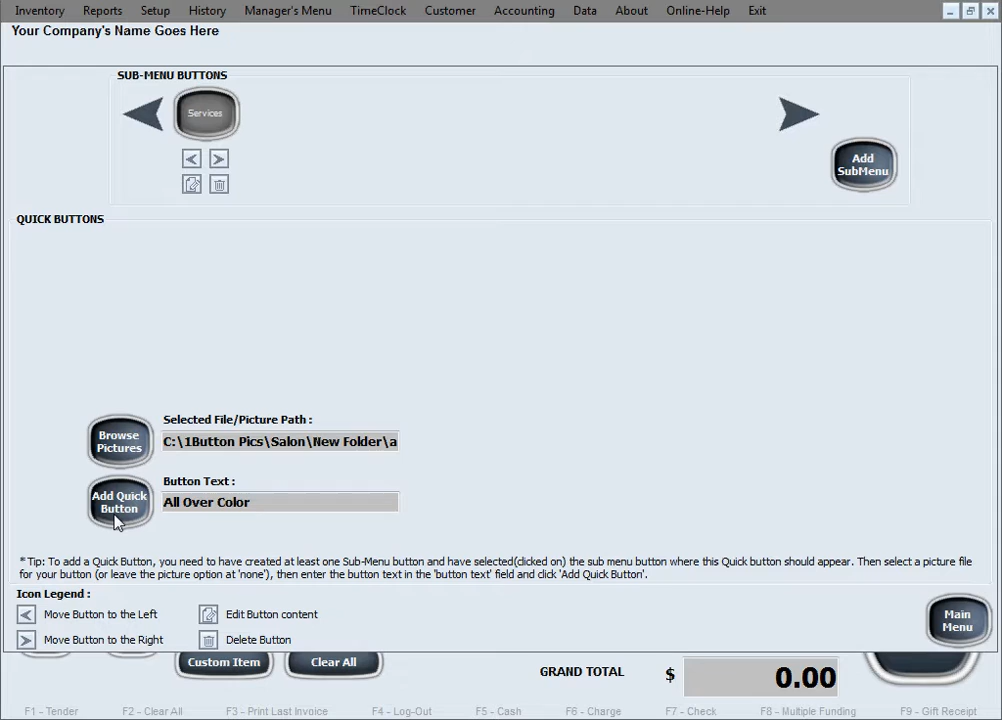 Inventory Reports Setup History Manager's Menu TimeClock Customer Accounting Data About Online-Help Exit
Your Company's Name Goes Here
SUB-MENU BUTTONS
Services
Add
SubMenu
QUICK BUTTONS
Selected File/Picture Path :
Browse
Pictures
C:\1Button Pics\Salon\New Folder\a
Button Text :
Add Quick
Button
All Over Color
* Tip: To add a Quick Button, you need to have created at least one Sub-Menu button and have selected(clicked on) the sub menu button where this Quick button should appear. Then select a picture file
for your button (or leave the picture option at 'none'), then enter the button text in the 'button text' field and click 'Add Quick Button'.
Icon Legend :
Move Button to the Left Edit Button content
Move Button to the Right Delete Button
Main
Menu
Custom Item Clear All GRAND TOTAL $ 0.00
F1 - Tender F2 - Clear All F3 - Print Last Invoice F4 - Log-Out F5 - Cash F6 - Charge F7 - Check F8 - Multiple Funding F9 - Gift Receipt